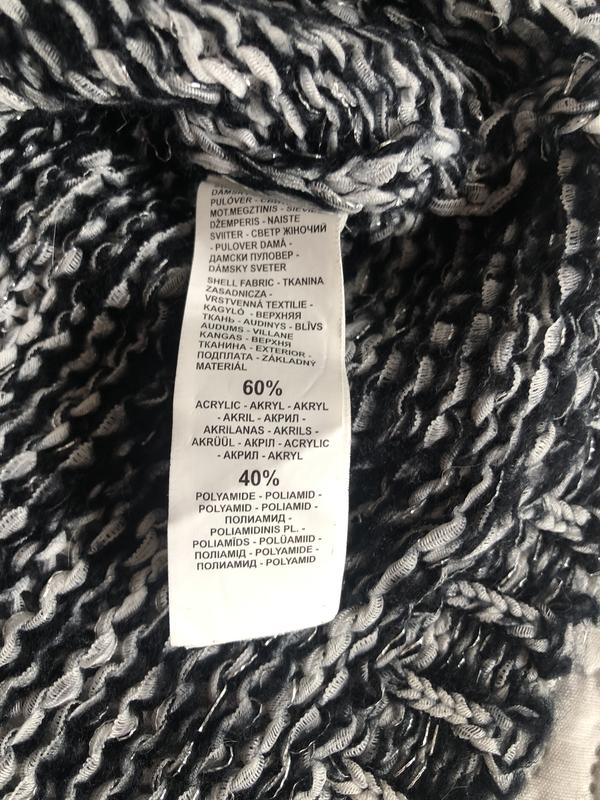 DÁMSKY
PULÓVER -
MOT.MEGZTINIS -
DŽEMPERIS - NAISTE
SVIITER - СВЕТР ЖІНОЧИЙ
- PULOVER DAMĂ -
ДАМСКИ ПУЛОВЕР -
DÁMSKY SVETER
SHELL FABRIC - TKANINA
ZASADNICZA -
VRSTVENNÁ TEXTILIE -
KAGYLÓ - ВЕРХНЯЯ
ТКАНЬ - AUDINYS - BLĪVS
AUDUMS - VILLANE
KANGAS - ВЕРХНЯ
ТКАНИНА - EXTERIOR -
ПОДПЛАТА - ZÁKLADNÝ
MATERIÁL
60%
ACRYLIC - AKRYL - AKRYL
- AKRIL - АКРИЛ -
AKRILANAS - AKRILS -
AKRÜÜL - АКРІЛ - ACRYLIC
- АКРИЛ - AKRYL
40%
POLYAMIDE - POLIAMID -
POLYAMID - POLIAMID -
ПОЛИАМИД -
POLIAMIDINIS PL. -
POLIAMĪDS - POLÜAMIID -
ПОЛІАМІД - POLYAMIDE -
ПОЛИАМИД - POLYAMID